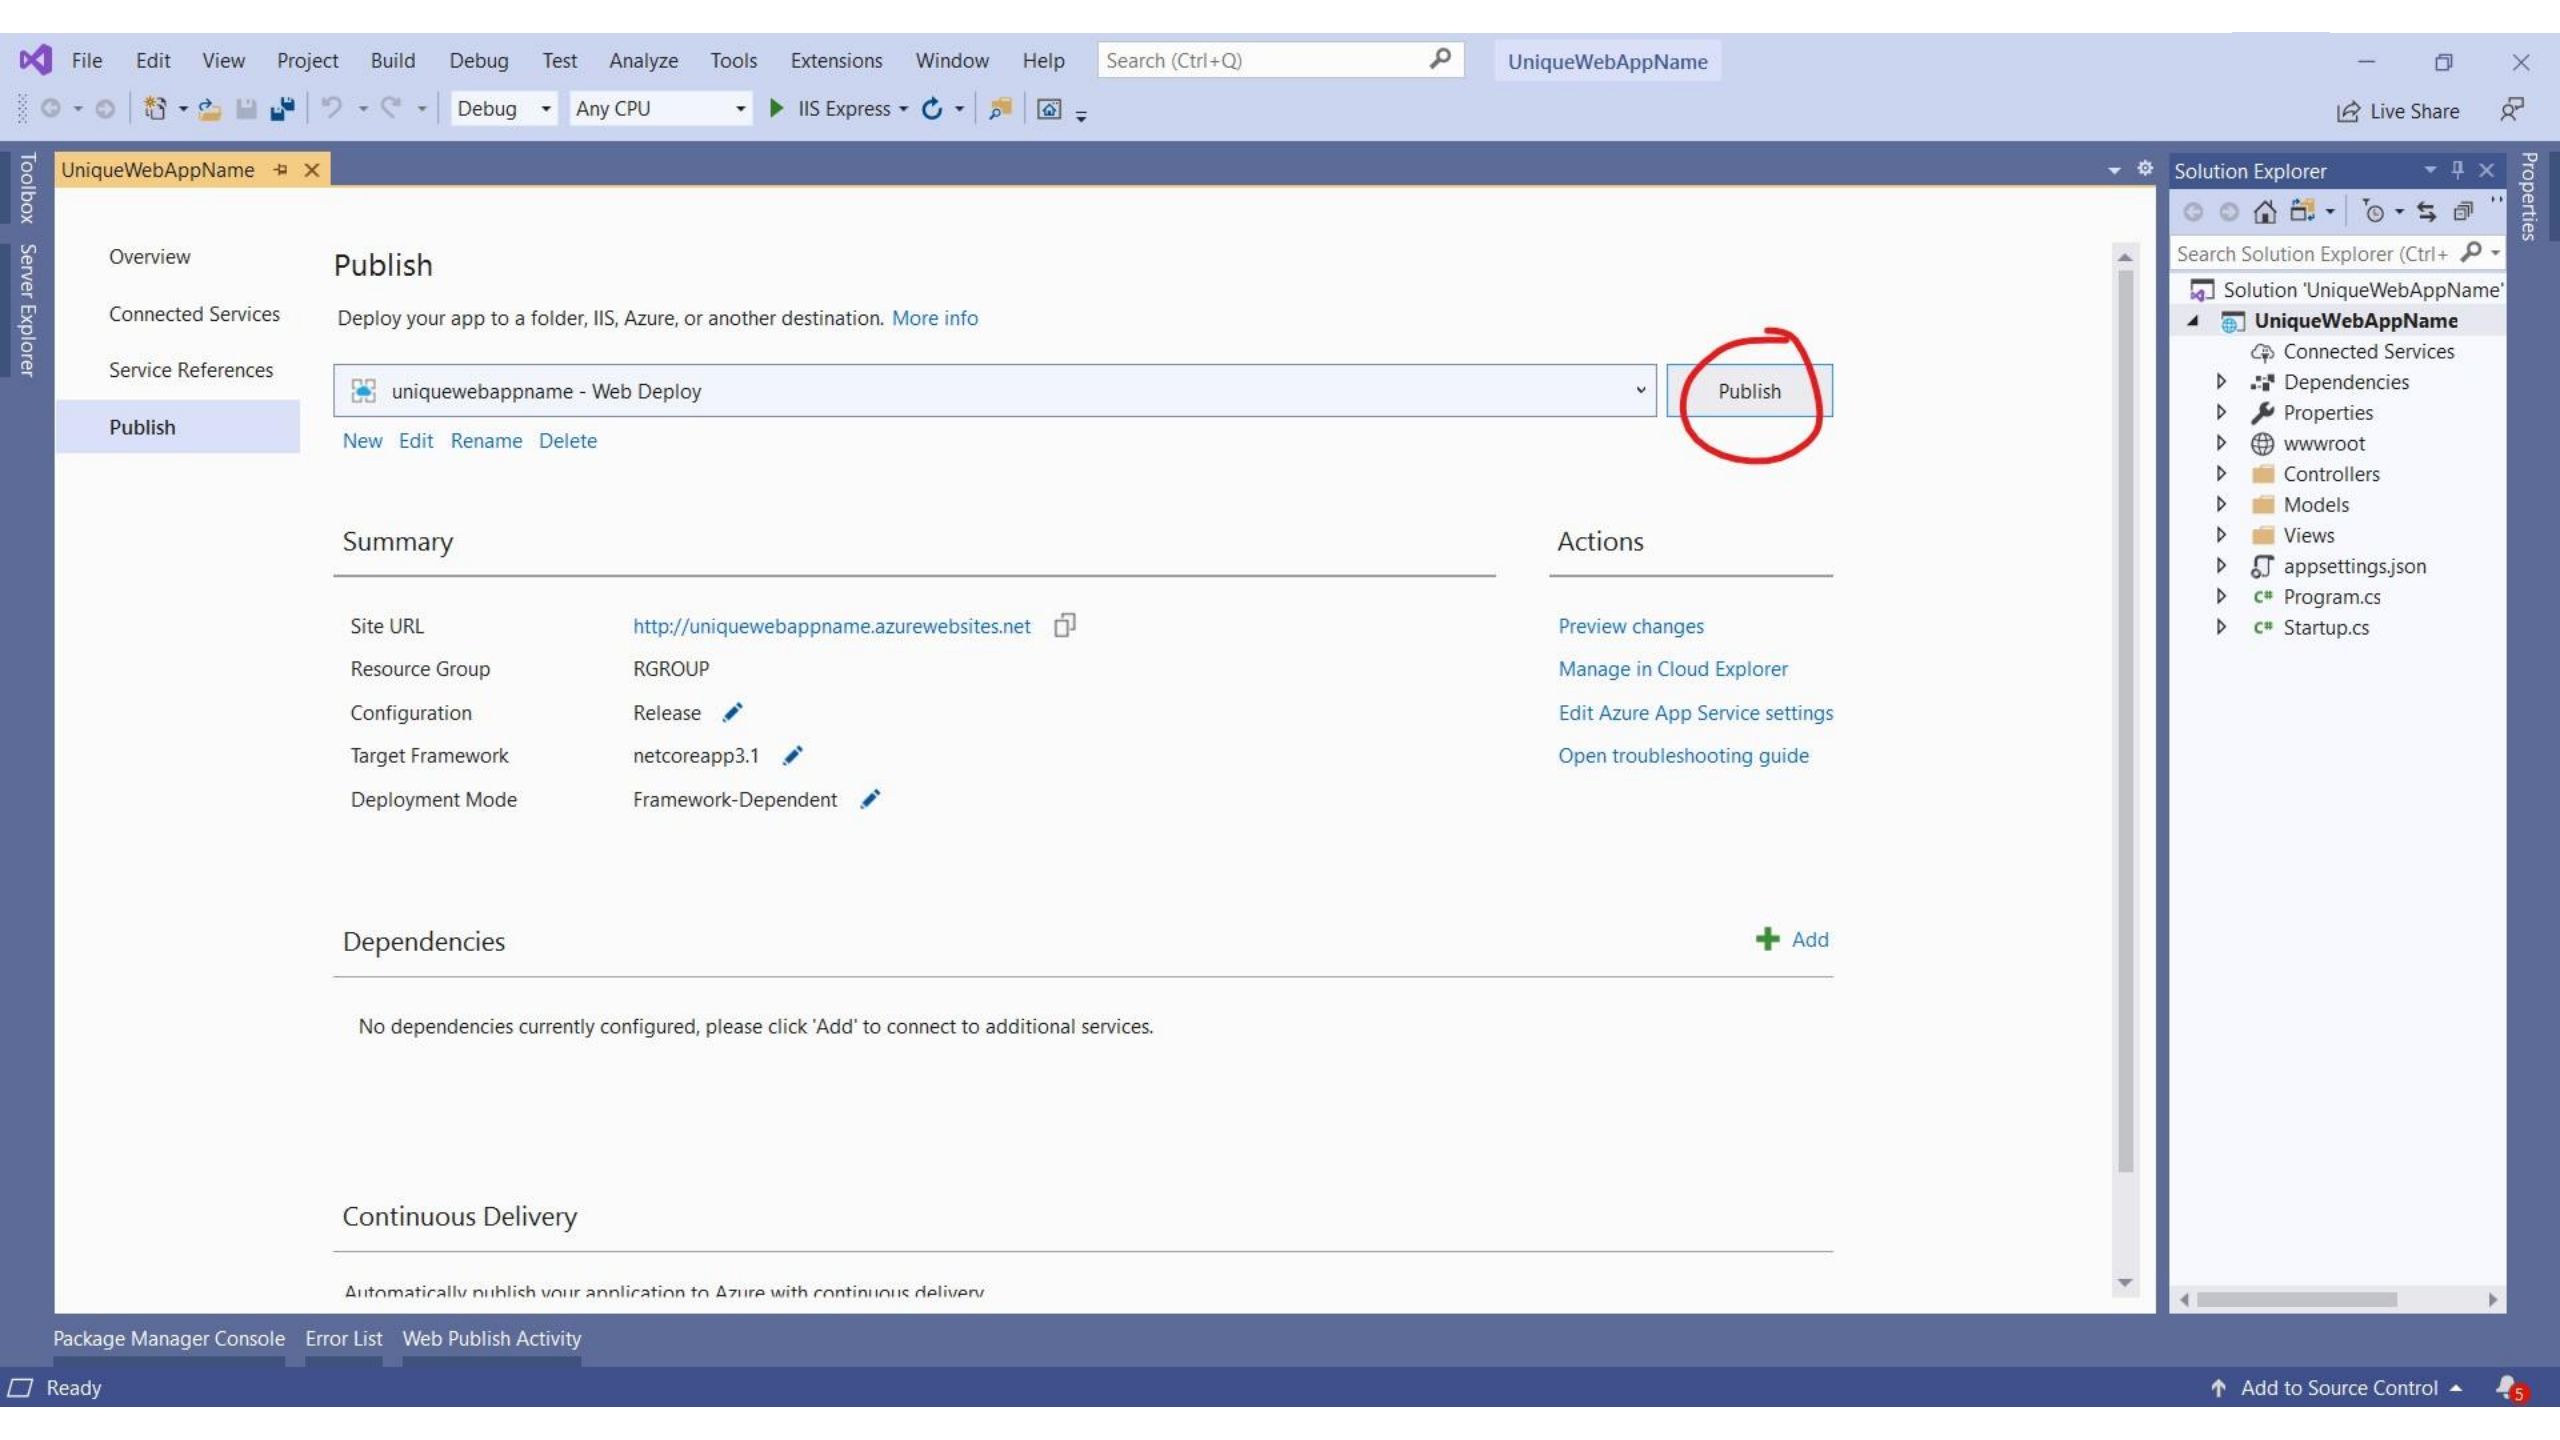 File Edit View Project Build Debug Test Analyze Tools Extensions Window Help Search (Ctrl+Q) UniqueWebAppName
Debug Any CPU IIS Express Live Share
Toolbox
Server Explorer
UniqueWebAppName
Overview
Connected Services
Service References
Publish
Publish
Deploy your app to a folder, IIS, Azure, or another destination. More info
uniquewebappname - Web Deploy Publish
New Edit Rename Delete
Summary
Site URL http://uniquewebappname.azurewebsites.net
Resource Group RGROUP
Configuration Release
Target Framework netcoreapp3.1
Deployment Mode Framework-Dependent
Actions
Preview changes
Manage in Cloud Explorer
Edit Azure App Service settings
Open troubleshooting guide
Dependencies Add
No dependencies currently configured, please click 'Add' to connect to additional services.
Continuous Delivery
Automatically publish your application to Azure with continuous delivery
Solution Explorer
Search Solution Explorer (Ctrl+
Solution 'UniqueWebAppName'
UniqueWebAppName
Connected Services
Dependencies
Properties
wwwroot
Controllers
Models
Views
appsettings.json
C# Program.cs
C# Startup.cs
Properties
Package Manager Console Error List Web Publish Activity
Ready Add to Source Control 5